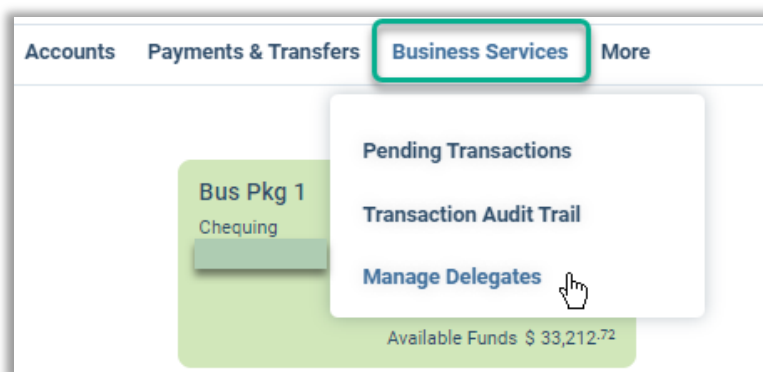 Accounts Payments & Transfers Business Services More
Pending Transactions
Bus Pkg 1
Chequing
Transaction Audit Trail
Manage Delegates
Available Funds $ 33,212.72